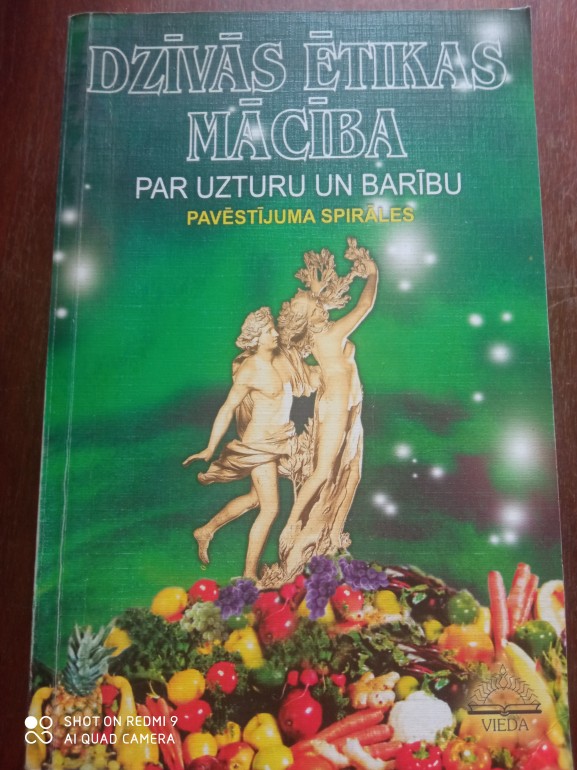 DZĪVĀS ĒTIKAS
MĀCĪBA
PAR UZTURU UN BARĪBU
PAVĒSTĪJUMA SPIRĀLES
VIEDA
SHOT ON REDMI 9
AI QUAD CAMERA